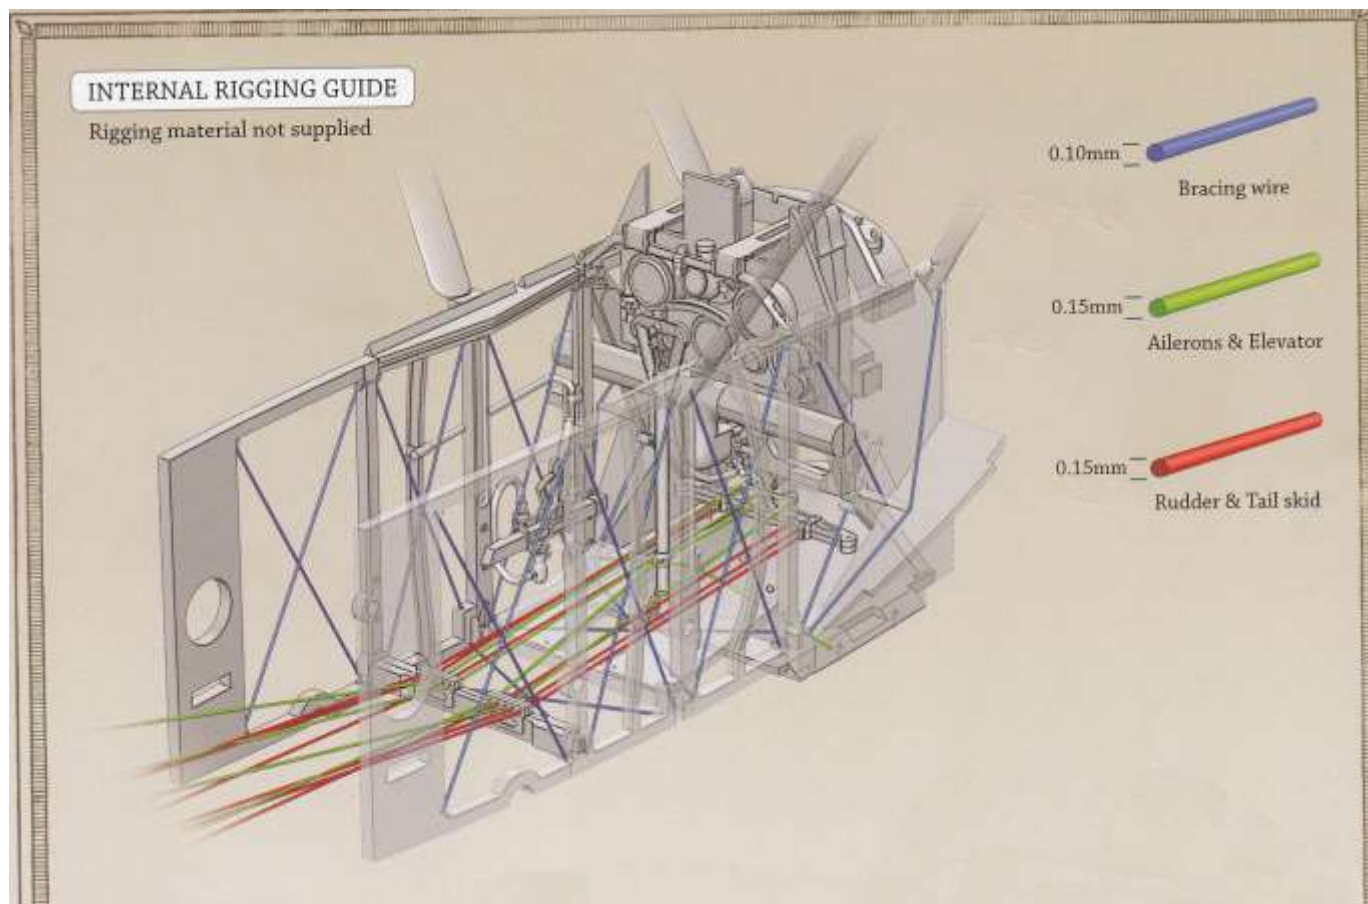 INTERNAL RIGGING GUIDE
Rigging material not supplied
0.10mm
Bracing wire
0.15mm
Ailerons & Elevator
0.15mm
Rudder & Tail skid